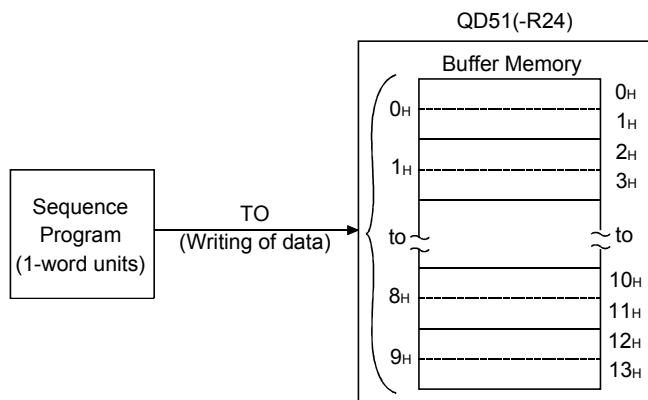 QD51(-R24)
Buffer Memory
0H
0H
1H
1H
2H
3H
Sequence
Program
(1-word units)
TO
(Writing of data)
to
to
8H
10H
11H
9H
12H
13H